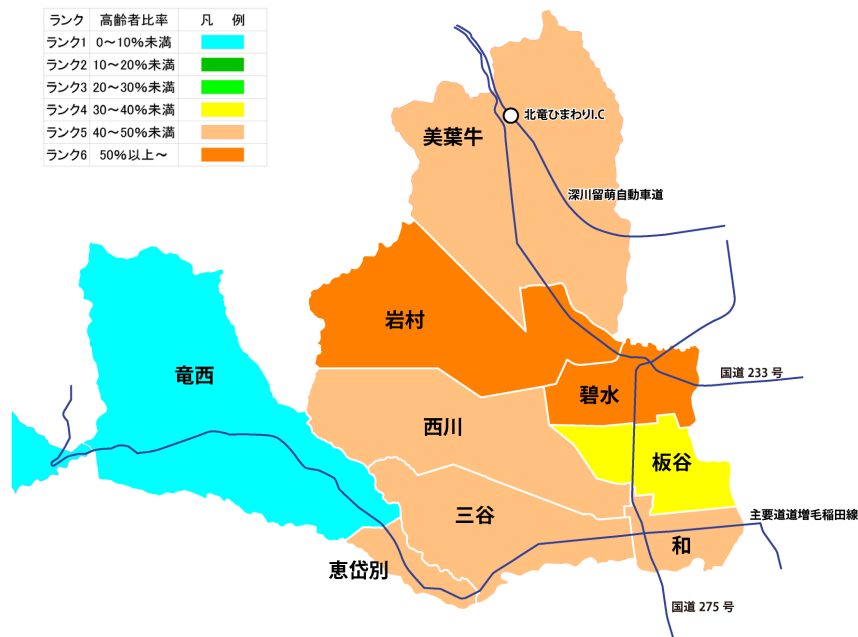 ランク 高齢者比率 凡 例
ランク1 0～10%未満
ランク2 10～20%未満
ランク3 20～30%未満
ランク4 30～40%未満
ランク5 40～50%未満
ランク6 50%以上～
北竜ひまわりI.C
美葉牛
深川留萌自動車道
岩村
竜西
国道 233 号
碧水
西川
板谷
三谷
主要道道増毛稲田線
和
恵岱別
国道 275 号